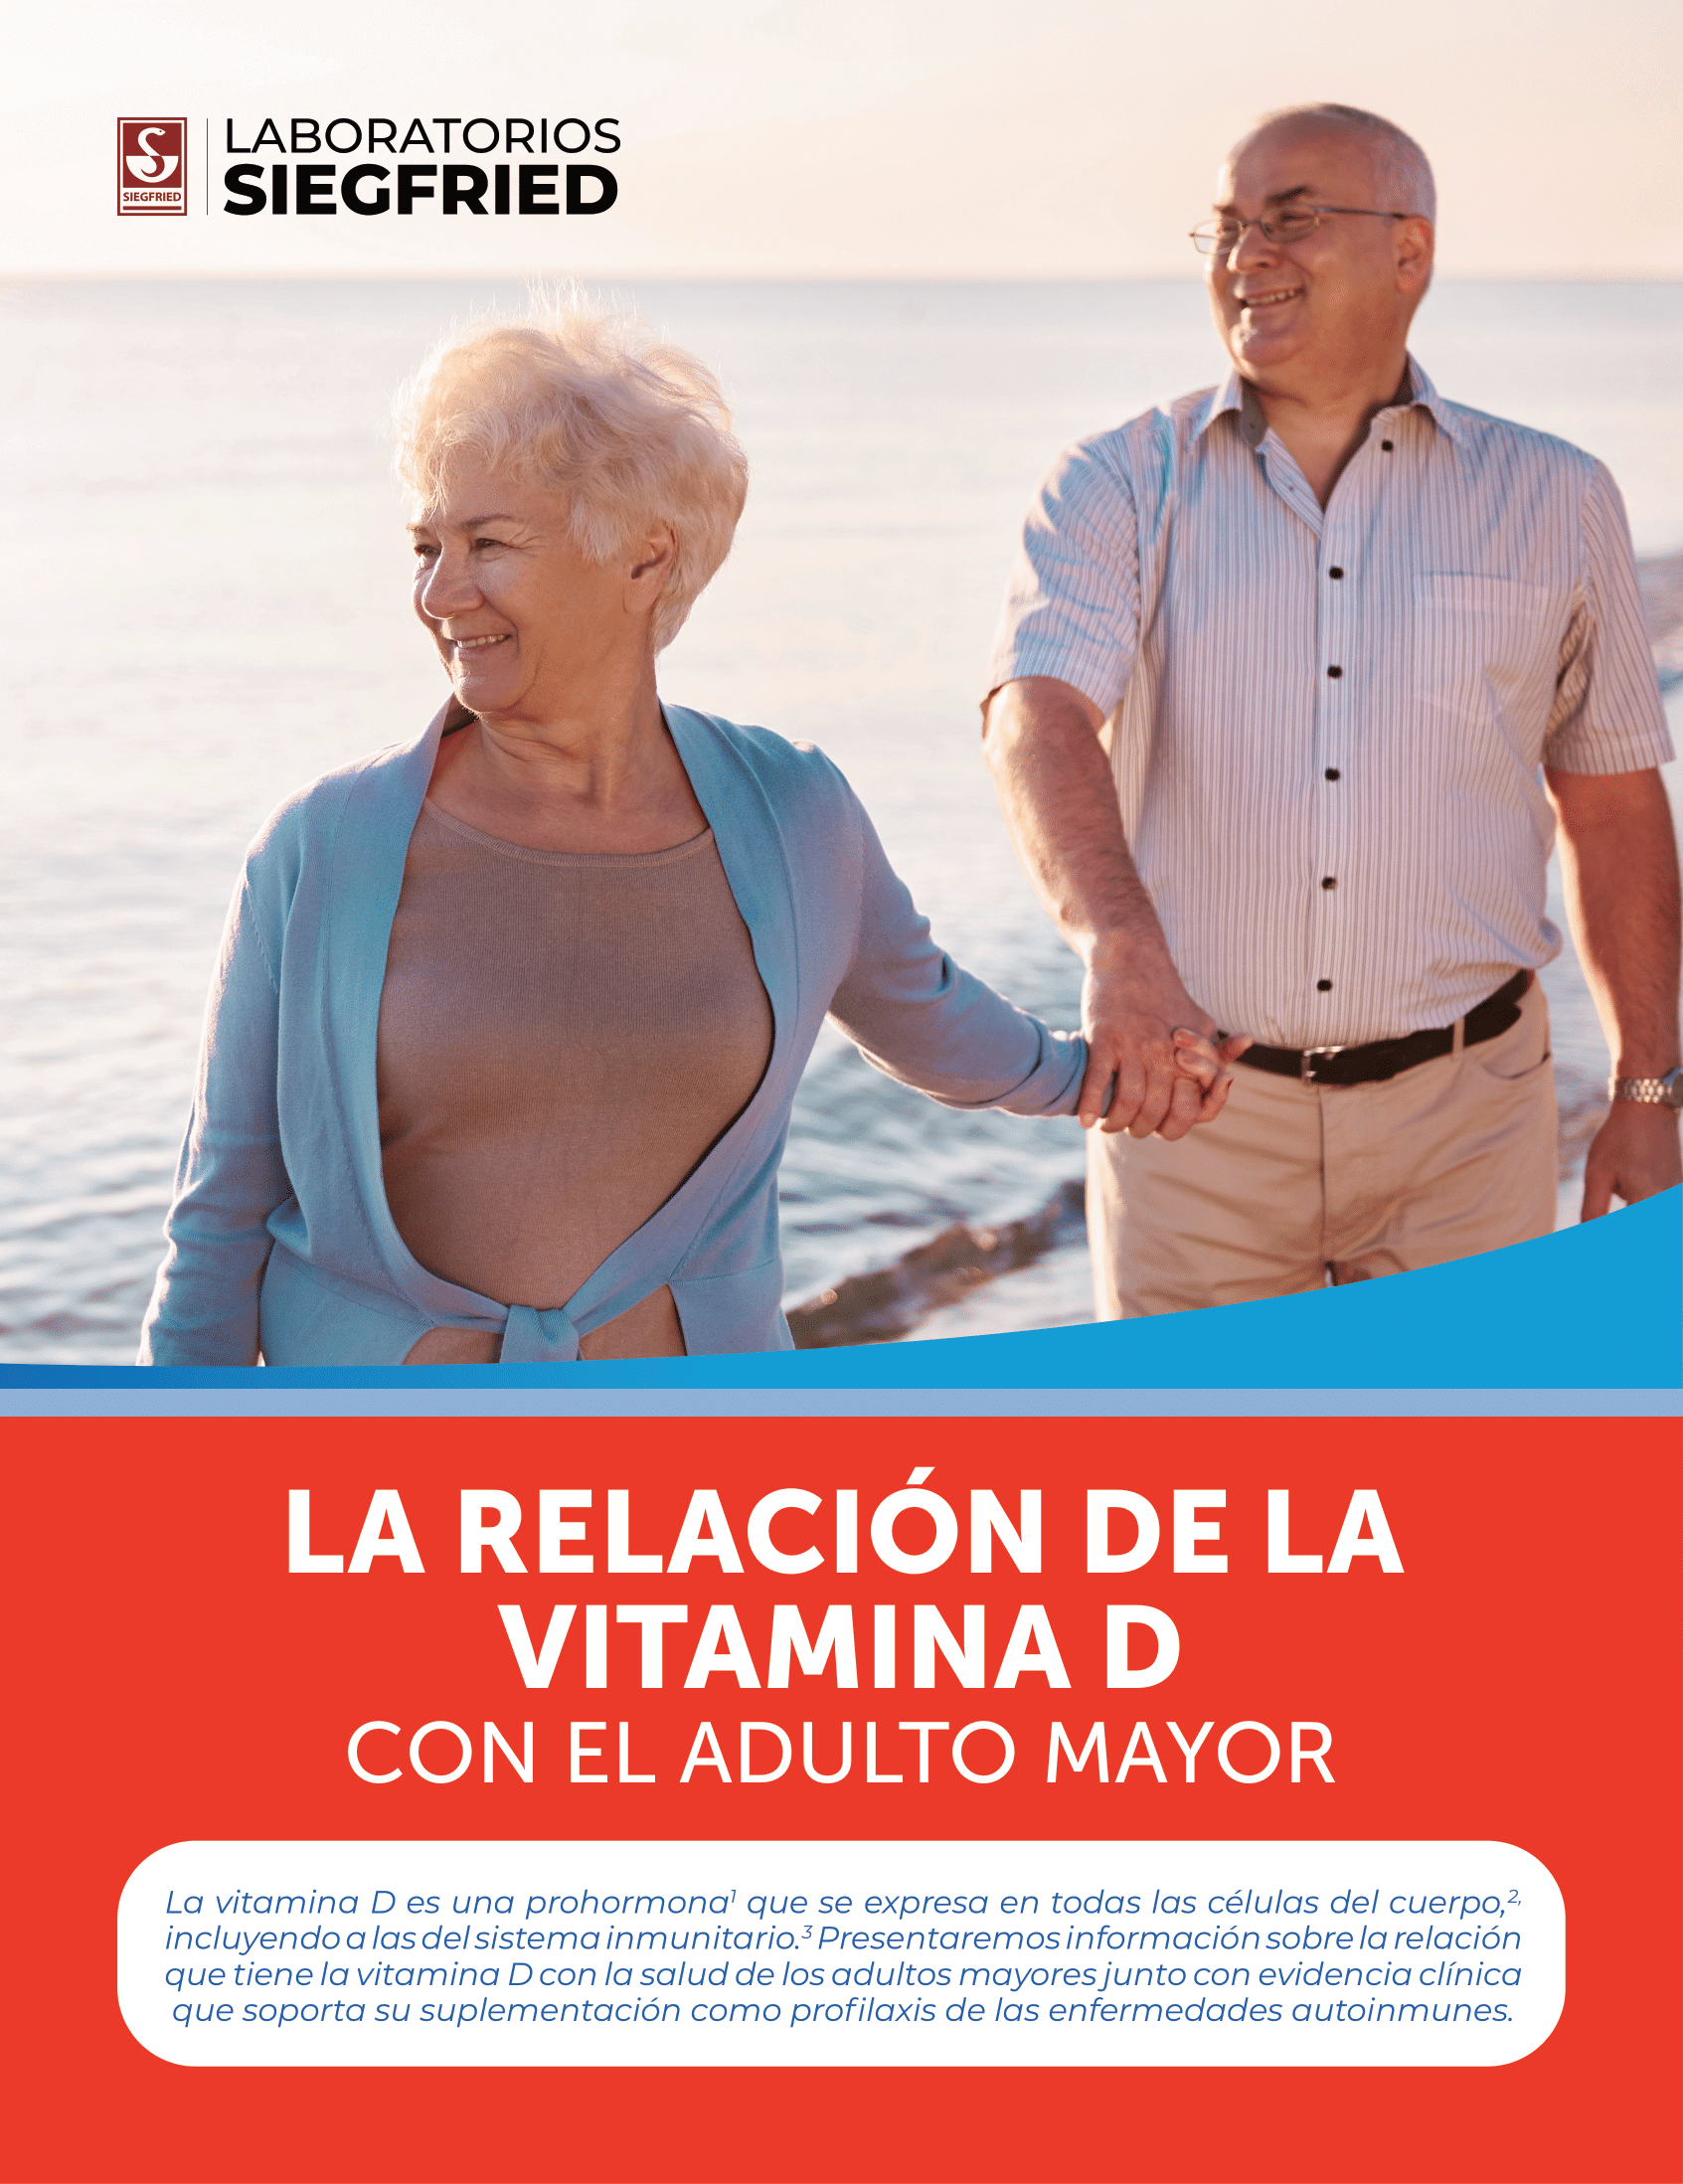 SIEGFRIED
LABORATORIOS
SIEGFRIED
LA RELACIÓN DE LA
VITAMINA D
CON EL ADULTO MAYOR
La vitamina D es una prohormona¹ que se expresa en todas las células del cuerpo,²,
incluyendo a las del sistema inmunitario.³ Presentaremos información sobre la relación
que tiene la vitamina D con la salud de los adultos mayores junto con evidencia clínica
que soporta su suplementación como profilaxis de las enfermedades autoinmunes.